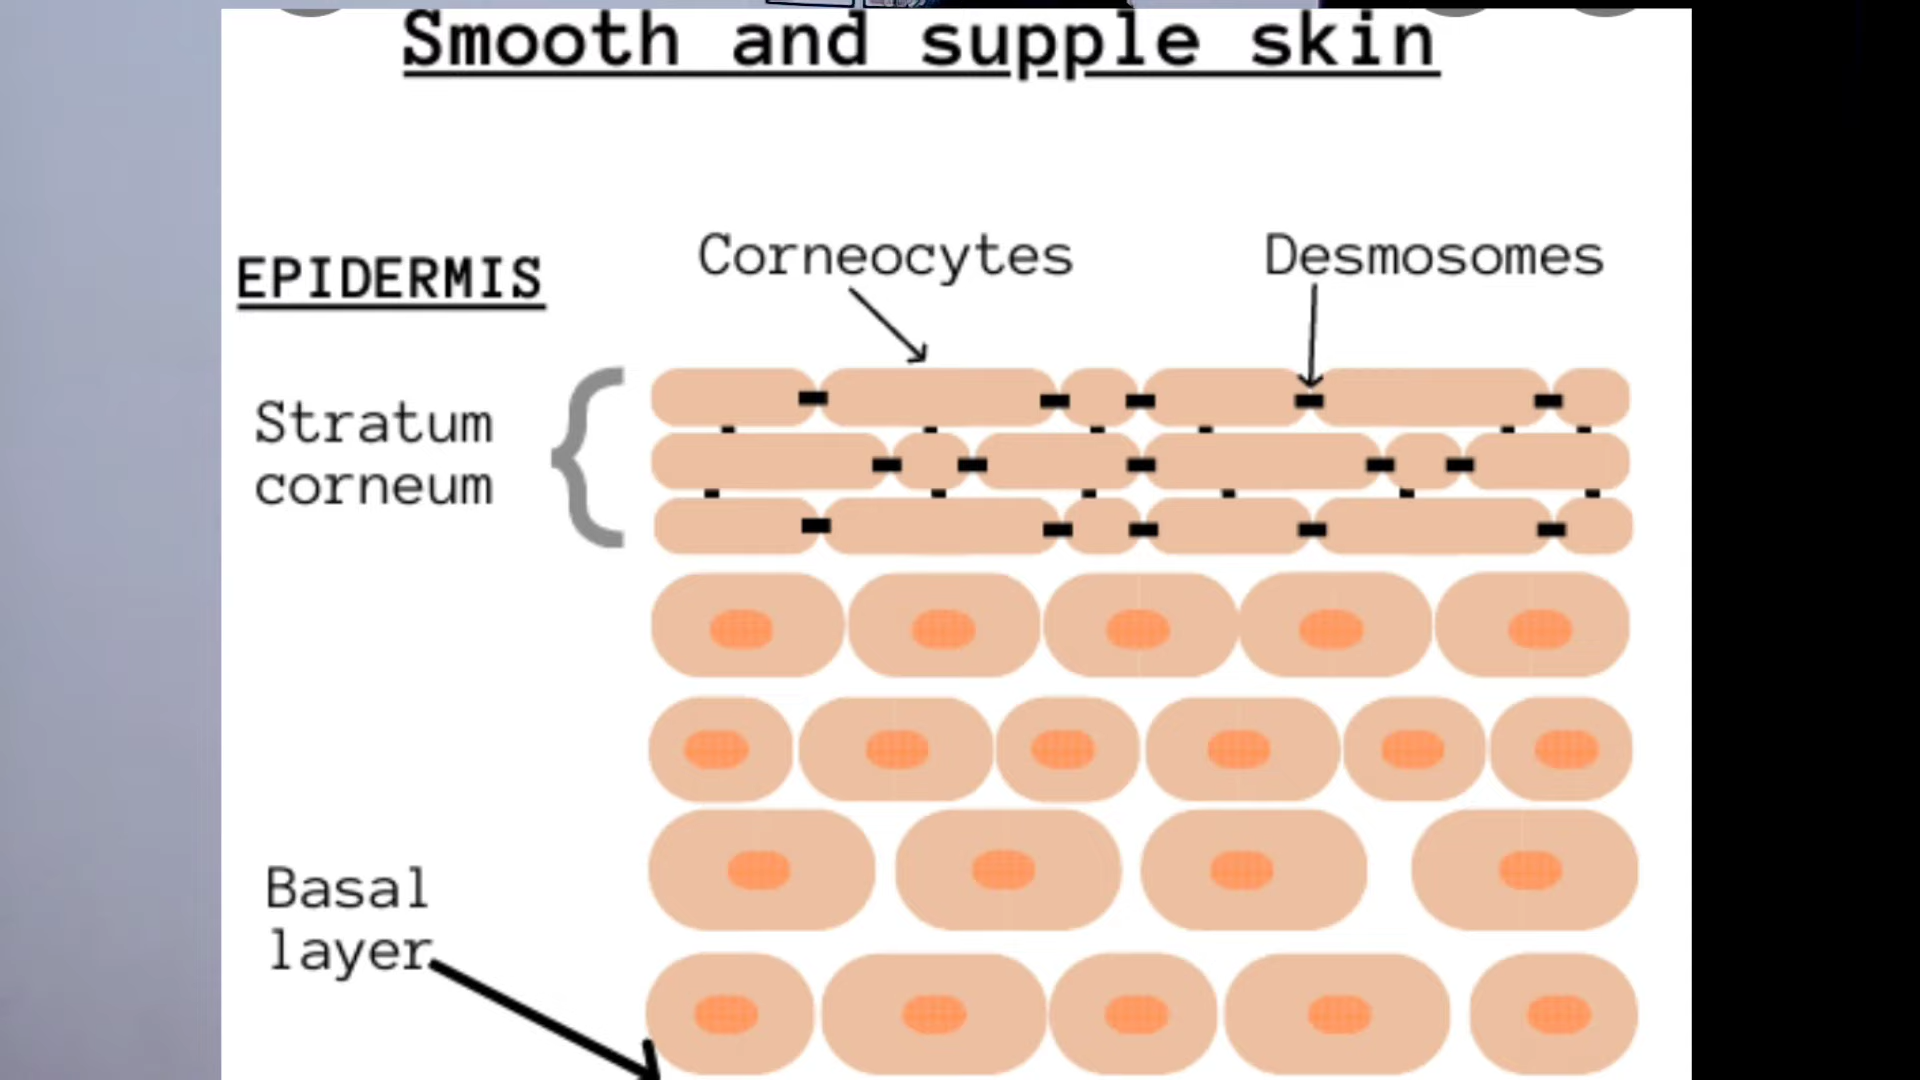 Smooth and supple skin
EPIDERMIS
Corneocytes
Desmosomes
Stratum
corneum
Basal
layer